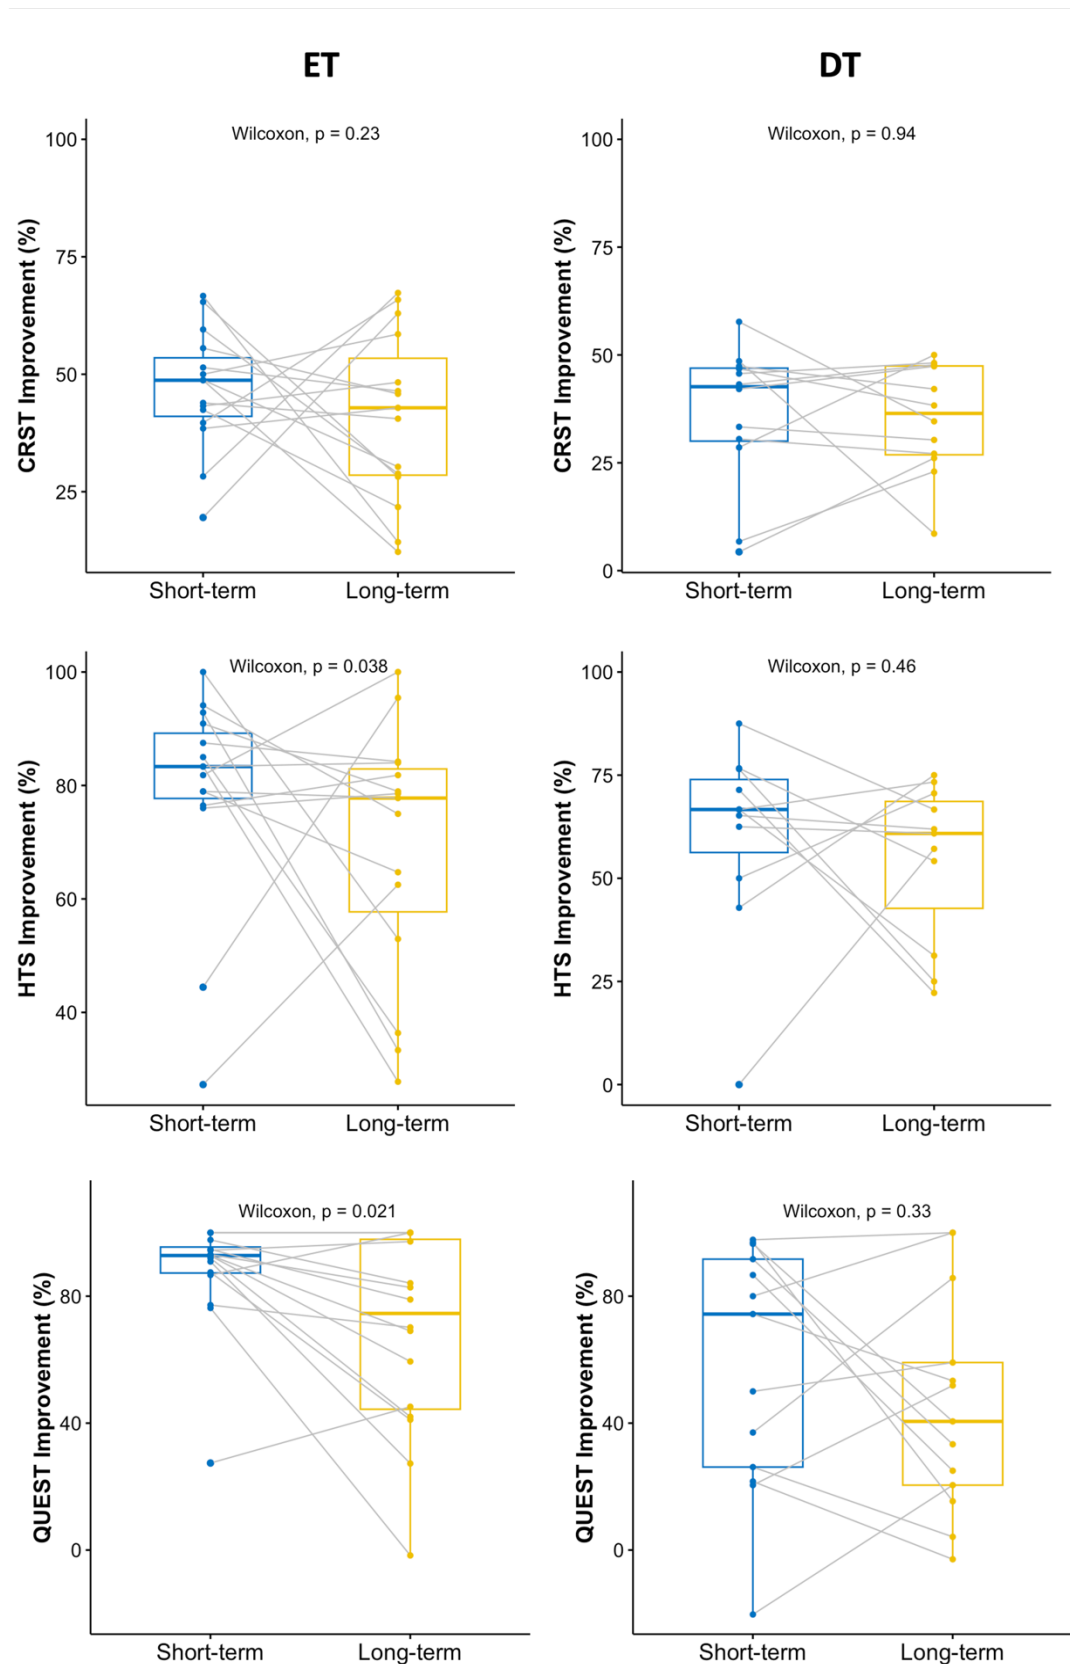 ET DT
Wilcoxon, p = 0.23
CRST Improvement (%)
100
75
50
25
Short-term Long-term
Wilcoxon, p = 0.94
CRST Improvement (%)
100
75
50
25
0
Short-term Long-term
Wilcoxon, p = 0.038
HTS Improvement (%)
100
80
60
40
Short-term Long-term
Wilcoxon, p = 0.46
HTS Improvement (%)
100
75
50
25
0
Short-term Long-term
Wilcoxon, p = 0.021
QUEST Improvement (%)
80
40
0
Short-term Long-term
Wilcoxon, p = 0.33
QUEST Improvement (%)
80
40
0
Short-term Long-term